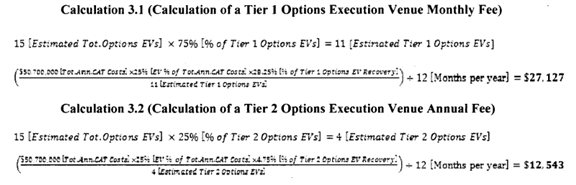 Calculation 3.1 (Calculation of a Tier 1 Options Execution Venue Monthly Fee)
15 [Estimated Tot.Options EVs] × 75% [% of Tier 1 Options EVs] = 11 [Estimated Tier 1 Options EVs]
($50,700,000 [Tot.Ann.CAT Costs] x25% [EV % of Tot.Ann.CAT Costs] x28.25% [% of Tier 1 Options EV Recovery]
11 [Estimated Tier 1 Options EVs]) ÷ 12 [Months per year] = $27,127
Calculation 3.2 (Calculation of a Tier 2 Options Execution Venue Annual Fee)
15 [Estimated Tot.Options EVs] × 25% [% of Tier 2 Options EVs] = 4 [Estimated Tier 2 Options EVs]
($50,700,000 [Tot.Ann.CAT Costs] x25% [EV % of Tot.Ann.CAT Costs] x4.75% [% of Tier 2 Options EV Recovery]
4 [Estimated Tier 2 Options EVs]) ÷ 12 [Months per year] = $12,543